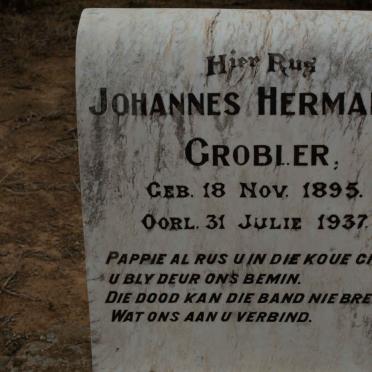 Hier Rus
JOHANNES
GROBLER,
GEB. 18 NOV. 1895.
OORL. 31 JULIE 1937.
PAPPIE AL RUS U IN DIE KOUE
U BLY DEUR ONS BEMIN.
DIE DOOD KAN DIE BAND NIE
WAT ONS AAN U VERBIND.